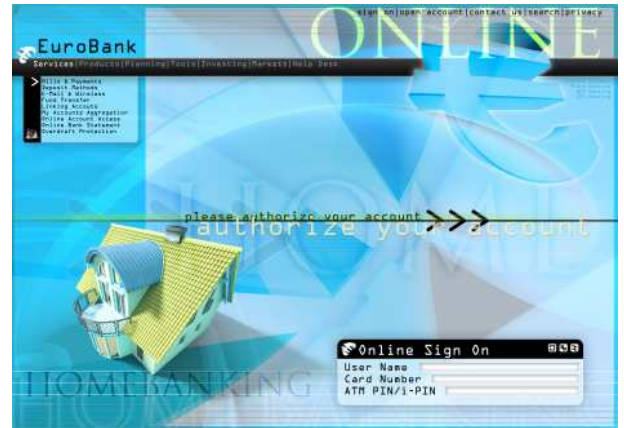 sign on|open account|contact us|search|privacy
ONLINE
EuroBank
Services|Products|Planning|Tools|Investing|Markets|Help Desk
Bills & Payments
Deposit Methods
E-Mail & Wireless
Fund Transfer
Linking Accouts
My Accounts Aggregation
Online Account Access
Online Bank Statement
Overdraft Protection
HOME
please authorize your account >>>
authorize your account
Online Sign On
User Name
Card Number
ATM PIN/i-PIN
HOMEBANKING